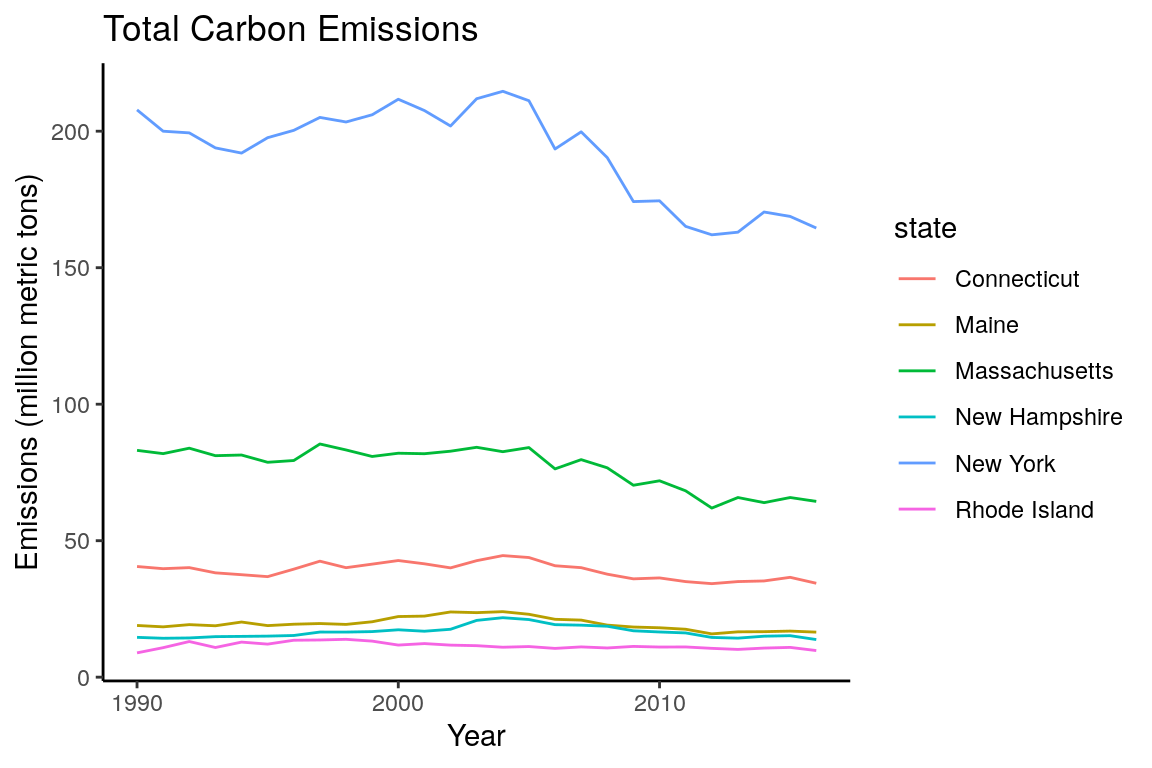 Total Carbon Emissions
Emissions (million metric tons)
200
150
100
50
0
1990
2000
2010
Year
state
Connecticut
Maine
Massachusetts
New Hampshire
New York
Rhode Island